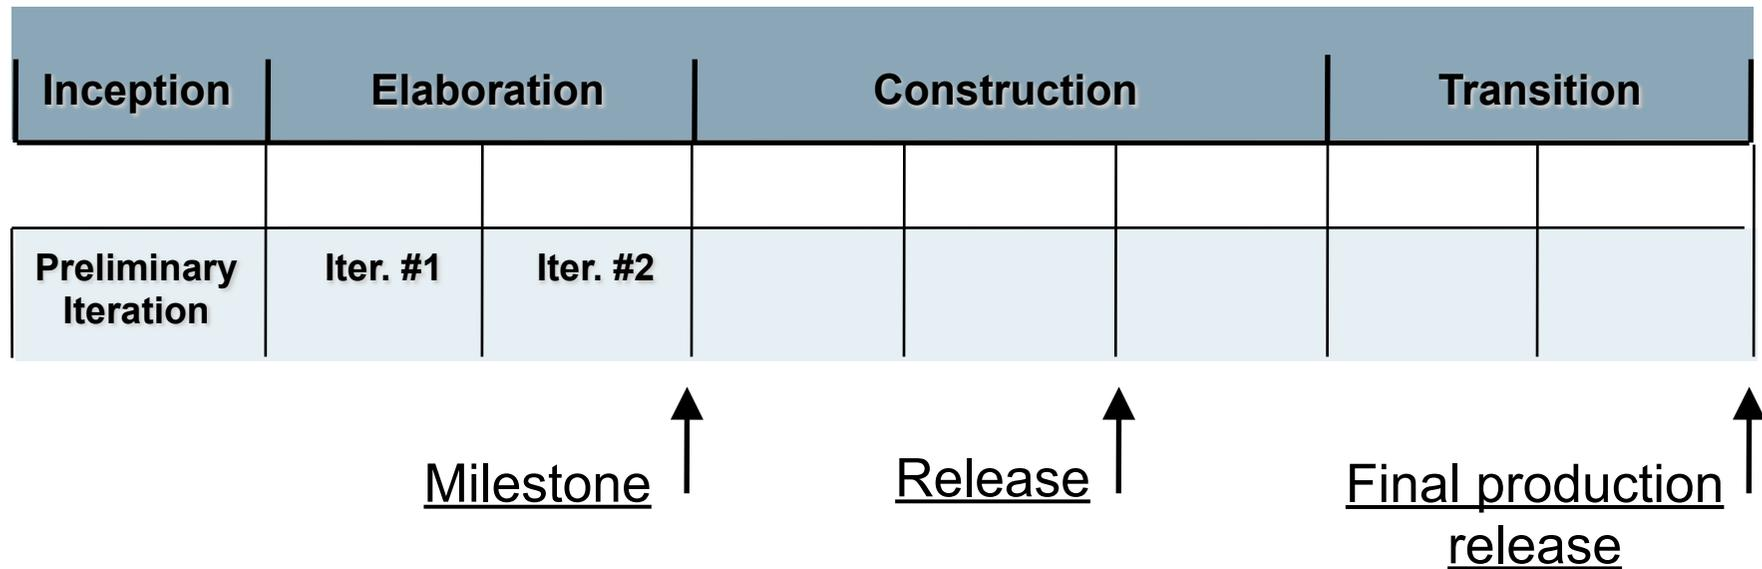 Inception Elaboration Construction Transition
Preliminary Iteration
Iter. #1
Iter. #2
Milestone
Release
Final production
release